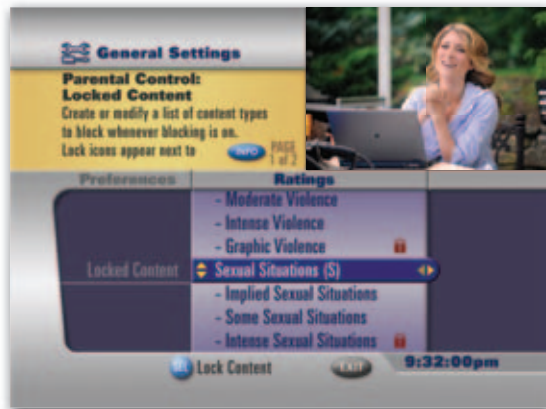 General Settings
Parental Control:
Locked Content
Create or modify a list of content types
to block whenever blocking is on.
Lock icons appear next to INFO PAGE
1 of 2
Preferences Ratings
- Moderate Violence
- Intense Violence
- Graphic Violence
Locked Content Sexual Situations (S)
- Implied Sexual Situations
- Some Sexual Situations
- Intense Sexual Situations
SEL Lock Content EXIT 9:32:00pm